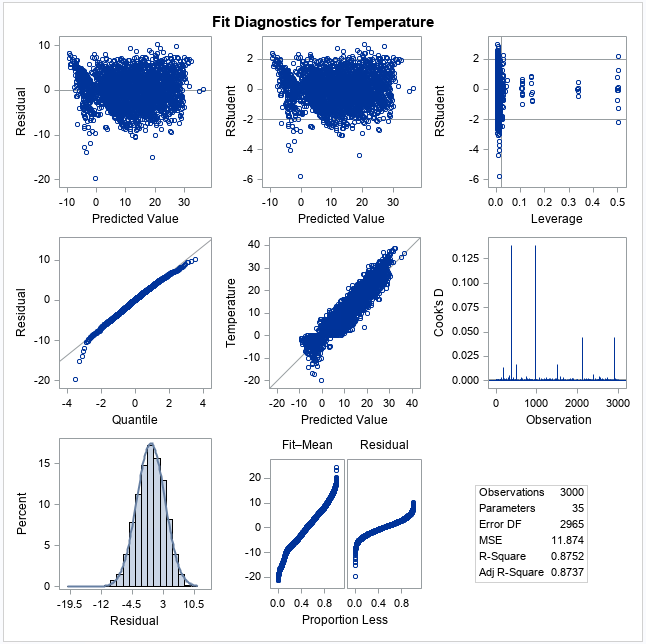 Fit Diagnostics for Temperature
10
0
-10
-20
Residual
-10 0 10 20 30
Predicted Value
2
0
-2
-4
-6
RStudent
-10 0 10 20 30
Predicted Value
2
0
-2
-4
-6
RStudent
0.0 0.1 0.2 0.3 0.4 0.5
Leverage
10
0
-10
-20
Residual
-4 -2 0 2 4
Quantile
40
30
20
10
0
-10
-20
Temperature
-20 -10 0 10 20 30 40
Predicted Value
0.125
0.100
0.075
0.050
0.025
0.000
Cook's D
0 1000 2000 3000
Observation
15
10
5
0
Percent
-19.5 -12 -4.5 3 10.5
Residual
Fit–Mean Residual
20
10
0
-10
-20
0.0 0.4 0.8 0.0 0.4 0.8
Proportion Less
Observations 3000
Parameters 35
Error DF 2965
MSE 11.874
R-Square 0.8752
Adj R-Square 0.8737